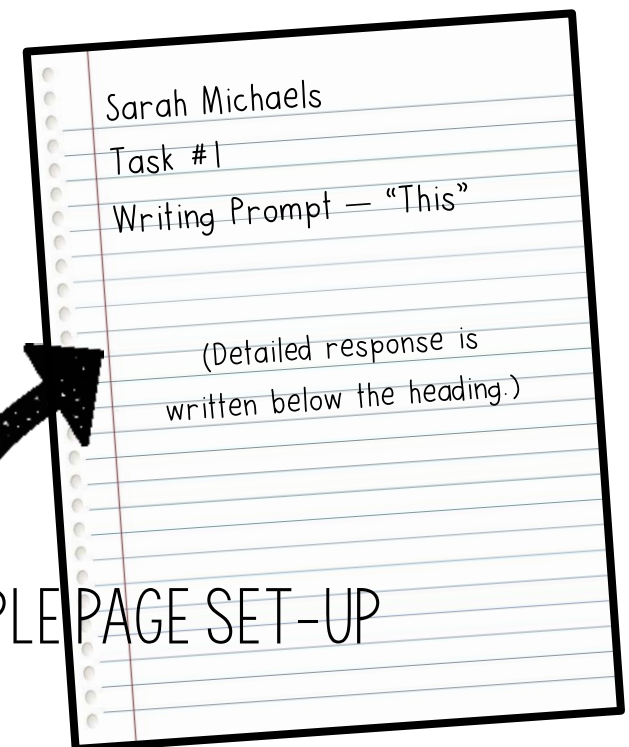 Sarah Michaels
Task #1
Writing Prompt – “This”
(Detailed response is
written below the heading.)
PLE PAGE SET-UP